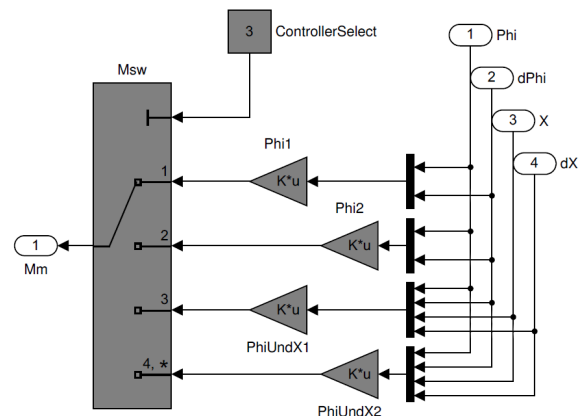 1 Phi
3 ControllerSelect
2 dPhi
Msw
3 X
4 dX
Phi1
1
K*u
Phi2
2
K*u
1
Mm
3
K*u
PhiUndX1
4, *
K*u
PhiUndX2